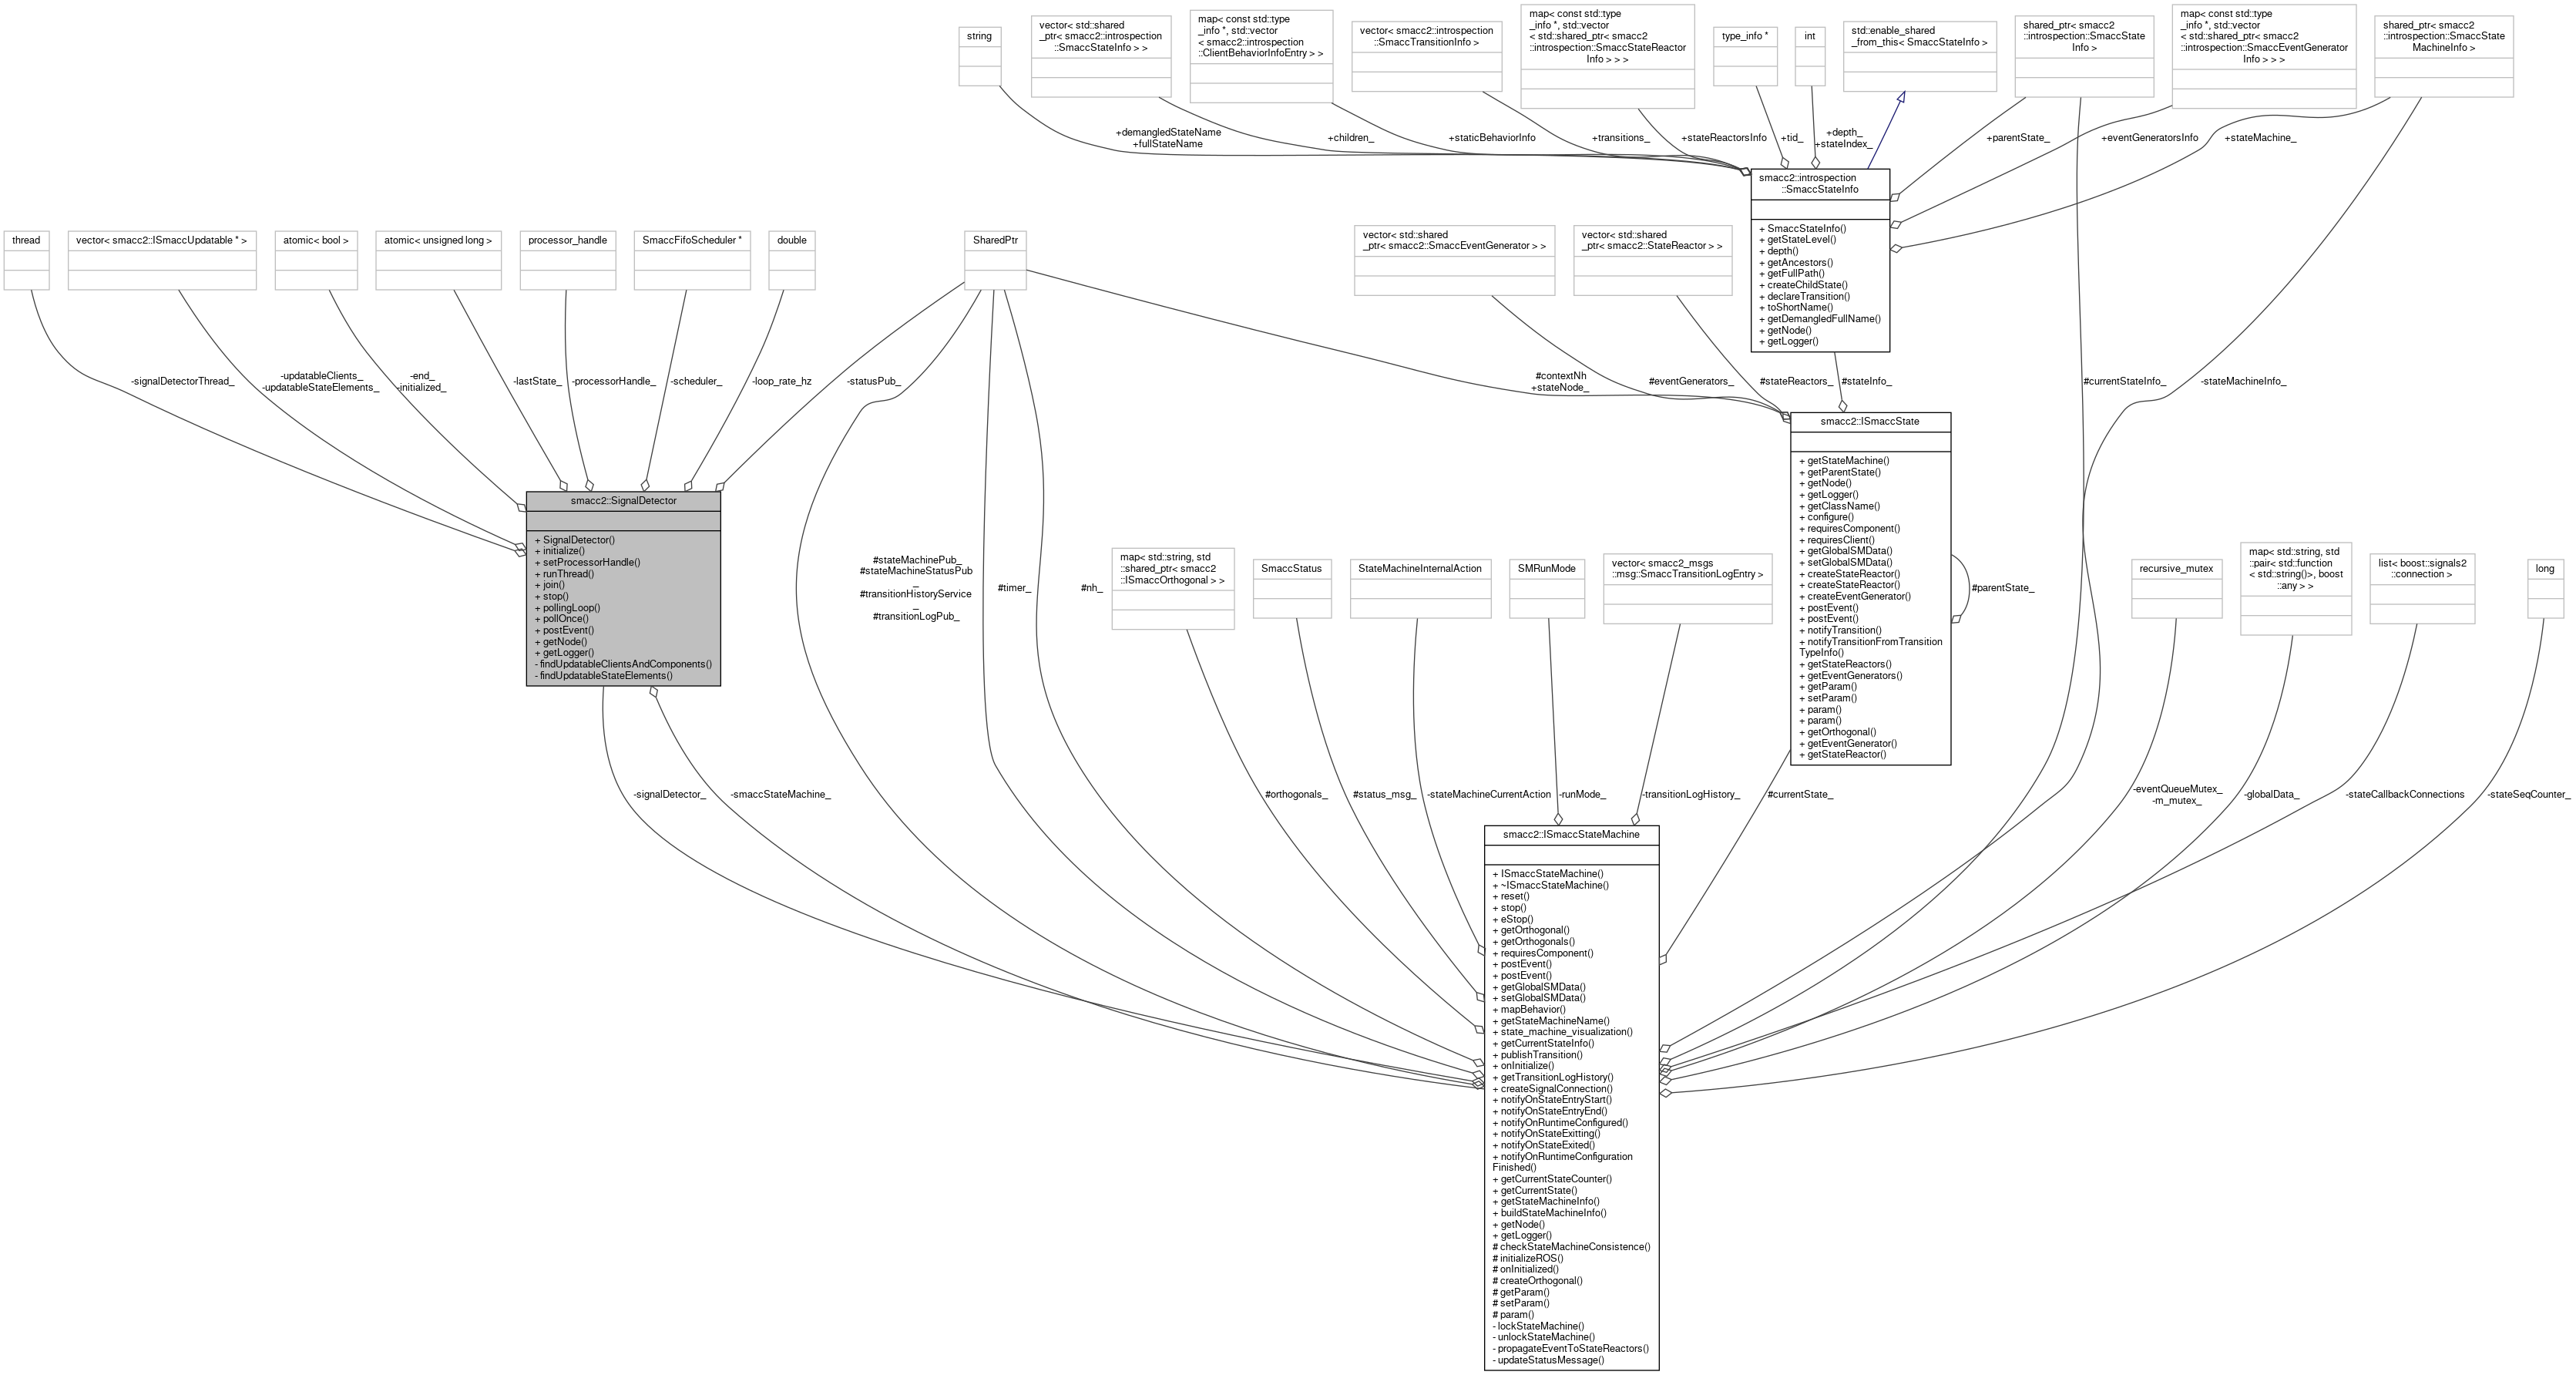 string
vector< std::shared
_ptr< smacc2::introspection
::SmaccStateInfo > >
map< const std::type
_info *, std::vector
< smacc2::introspection
::ClientBehaviorInfoEntry > >
vector< smacc2::introspection
::SmaccTransitionInfo >
map< const std::type
_info *, std::vector
< std::shared_ptr< smacc2
::introspection::SmaccStateReactor
Info > > >
type_info *
int
std::enable_shared
_from_this< SmaccStateInfo >
shared_ptr< smacc2
::introspection::SmaccState
Info >
map< const std::type
_info *, std::vector
< std::shared_ptr< smacc2
::introspection::SmaccEventGenerator
Info > > >
shared_ptr< smacc2
::introspection::SmaccState
MachineInfo >
+demangledStateName
+fullStateName
+children_
+staticBehaviorInfo
+transitions_
+stateReactorsInfo
+tid_
+depth_
+stateIndex_
+parentState_
+eventGeneratorsInfo
+stateMachine_
smacc2::introspection
::SmaccStateInfo
+ SmaccStateInfo()
+ getStateLevel()
+ depth()
+ getAncestors()
+ getFullPath()
+ createChildState()
+ declareTransition()
+ toShortName()
+ getDemangledFullName()
+ getNode()
+ getLogger()
thread
vector< smacc2::ISmaccUpdatable * >
atomic< bool >
atomic< unsigned long >
processor_handle
SmaccFifoScheduler *
double
SharedPtr
vector< std::shared
_ptr< smacc2::SmaccEventGenerator > >
vector< std::shared
_ptr< smacc2::StateReactor > >
-signalDetectorThread_
-updatableClients_
-updatableStateElements_
-end_
-initialized_
-lastState_
-processorHandle_
-scheduler_
-loop_rate_hz
-statusPub_
#contextNh
+stateNode_
#eventGenerators_
#stateReactors_
#stateInfo_
#currentStateInfo_
-stateMachineInfo_
smacc2::SignalDetector
+ SignalDetector()
+ initialize()
+ setProcessorHandle()
+ runThread()
+ join()
+ stop()
+ pollingLoop()
+ pollOnce()
+ postEvent()
+ getNode()
+ getLogger()
- findUpdatableClientsAndComponents()
- findUpdatableStateElements()
smacc2::ISmaccState
+ getStateMachine()
+ getParentState()
+ getNode()
+ getLogger()
+ getClassName()
+ configure()
+ requiresComponent()
+ requiresClient()
+ getGlobalSMData()
+ setGlobalSMData()
+ createStateReactor()
+ createStateReactor()
+ createEventGenerator()
+ postEvent()
+ postEvent()
+ notifyTransition()
+ notifyTransitionFromTransition
TypeInfo()
+ getStateReactors()
+ getEventGenerators()
+ getParam()
+ setParam()
+ param()
+ param()
+ getOrthogonal()
+ getEventGenerator()
+ getStateReactor()
#parentState_
#stateMachinePub_
#stateMachineStatusPub
_
#transitionHistoryService
_
#transitionLogPub_
#timer_
#nh_
map< std::string, std
::shared_ptr< smacc2
::ISmaccOrthogonal > >
SmaccStatus
StateMachineInternalAction
SMRunMode
vector< smacc2_msgs
::msg::SmaccTransitionLogEntry >
recursive_mutex
map< std::string, std
::pair< std::function
< std::string()>, boost
::any > >
list< boost::signals2
::connection >
long
-signalDetector_
-smaccStateMachine_
#orthogonals_
#status_msg_
-stateMachineCurrentAction
-runMode_
-transitionLogHistory_
#currentState_
-eventQueueMutex_
-m_mutex_
-globalData_
-stateCallbackConnections
-stateSeqCounter_
smacc2::ISmaccStateMachine
+ ISmaccStateMachine()
+ ~ISmaccStateMachine()
+ reset()
+ stop()
+ eStop()
+ getOrthogonal()
+ getOrthogonals()
+ requiresComponent()
+ postEvent()
+ postEvent()
+ getGlobalSMData()
+ setGlobalSMData()
+ mapBehavior()
+ getStateMachineName()
+ state_machine_visualization()
+ getCurrentStateInfo()
+ publishTransition()
+ onInitialize()
+ getTransitionLogHistory()
+ createSignalConnection()
+ notifyOnStateEntryStart()
+ notifyOnStateEntryEnd()
+ notifyOnRuntimeConfigured()
+ notifyOnStateExitting()
+ notifyOnStateExited()
+ notifyOnRuntimeConfiguration
Finished()
+ getCurrentStateCounter()
+ getCurrentState()
+ getStateMachineInfo()
+ buildStateMachineInfo()
+ getNode()
+ getLogger()
# checkStateMachineConsistence()
# initializeROS()
# onInitialized()
# createOrthogonal()
# getParam()
# setParam()
# param()
- lockStateMachine()
- unlockStateMachine()
- propagateEventToStateReactors()
- updateStatusMessage()